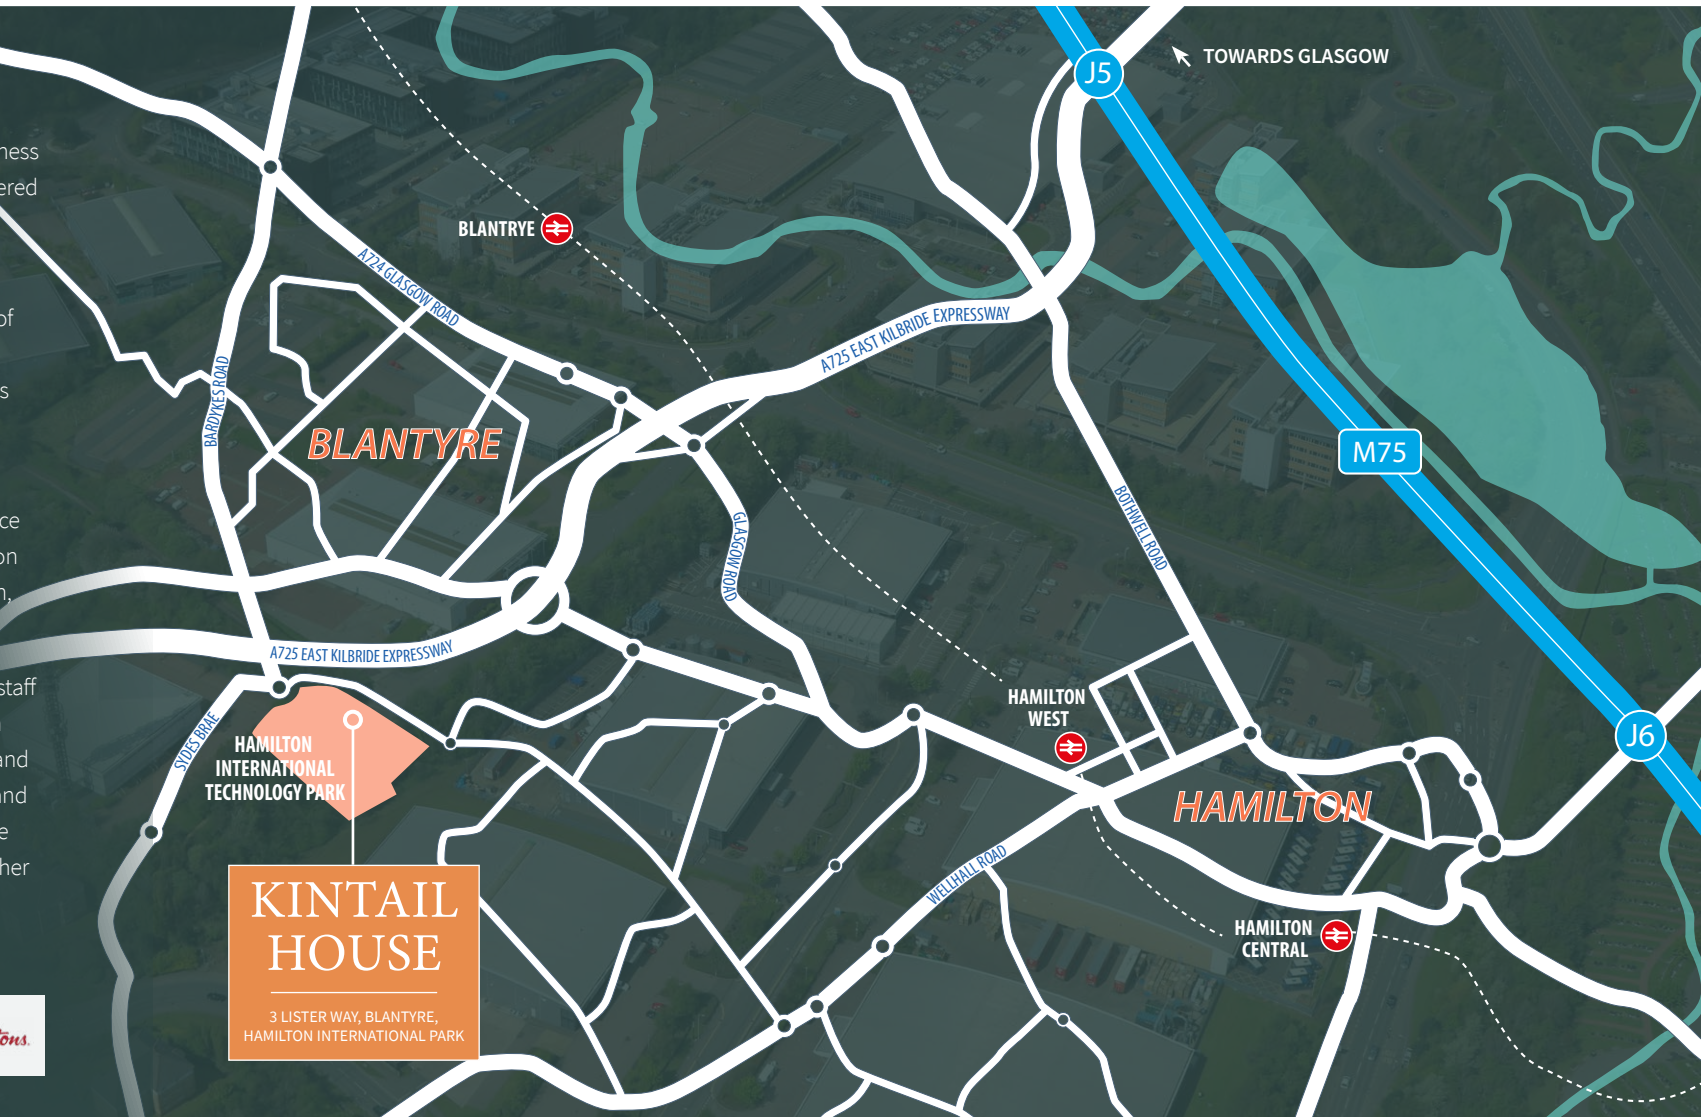 TOWARDS GLASGOW
J5
ness
ered
BLANTRYE
A724 GLASGOW ROAD
of
A725 EAST KILBRIDE EXPRESSWAY
s
BARDYKES ROAD
BLANTYRE
M75
ce
on
n,
GLASGOW ROAD
BOTHWELL ROAD
A725 EAST KILBRIDE EXPRESSWAY
staff
HAMILTON
WEST
SYDES BRAE
HAMILTON
INTERNATIONAL
TECHNOLOGY PARK
J6
and
and
e
her
HAMILTON
WELLHALL ROAD
KINTAIL
HOUSE
3 LISTER WAY, BLANTYRE,
HAMILTON INTERNATIONAL PARK
HAMILTON
CENTRAL